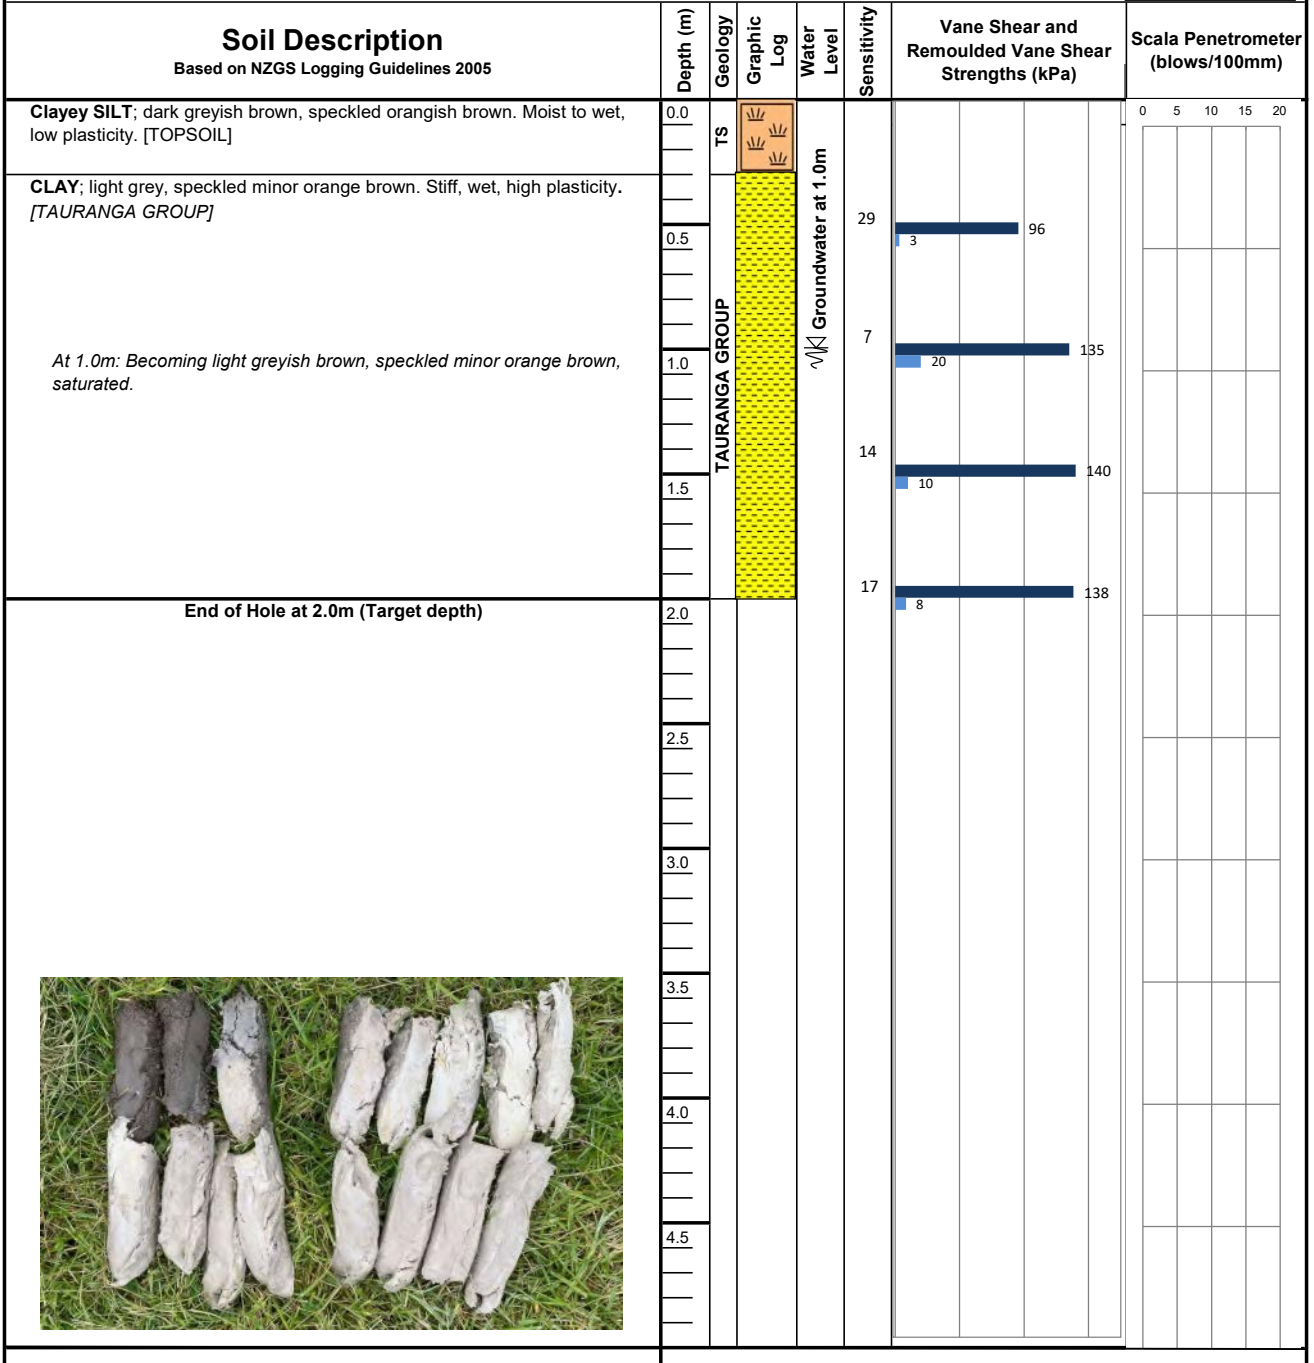 Soil Description
Based on NZGS Logging Guidelines 2005
Depth (m)
Geology
Graphic
Log
Water
Level
Sensitivity
Vane Shear and
Remoulded Vane Shear
Strengths (kPa)
Scala Penetrometer
(blows/100mm)
0 5 10 15 20
Clayey SILT; dark greyish brown, speckled orangish brown. Moist to wet,
low plasticity. [TOPSOIL]
0.0
TS
CLAY; light grey, speckled minor orange brown. Stiff, wet, high plasticity.
[TAURANGA GROUP]
TAURANGA GROUP
Groundwater at 1.0m
29
96
3
0.5
7
135
20
At 1.0m: Becoming light greyish brown, speckled minor orange brown,
saturated.
1.0
14
140
10
1.5
17
138
8
End of Hole at 2.0m (Target depth)
2.0
2.5
3.0
3.5
4.0
4.5